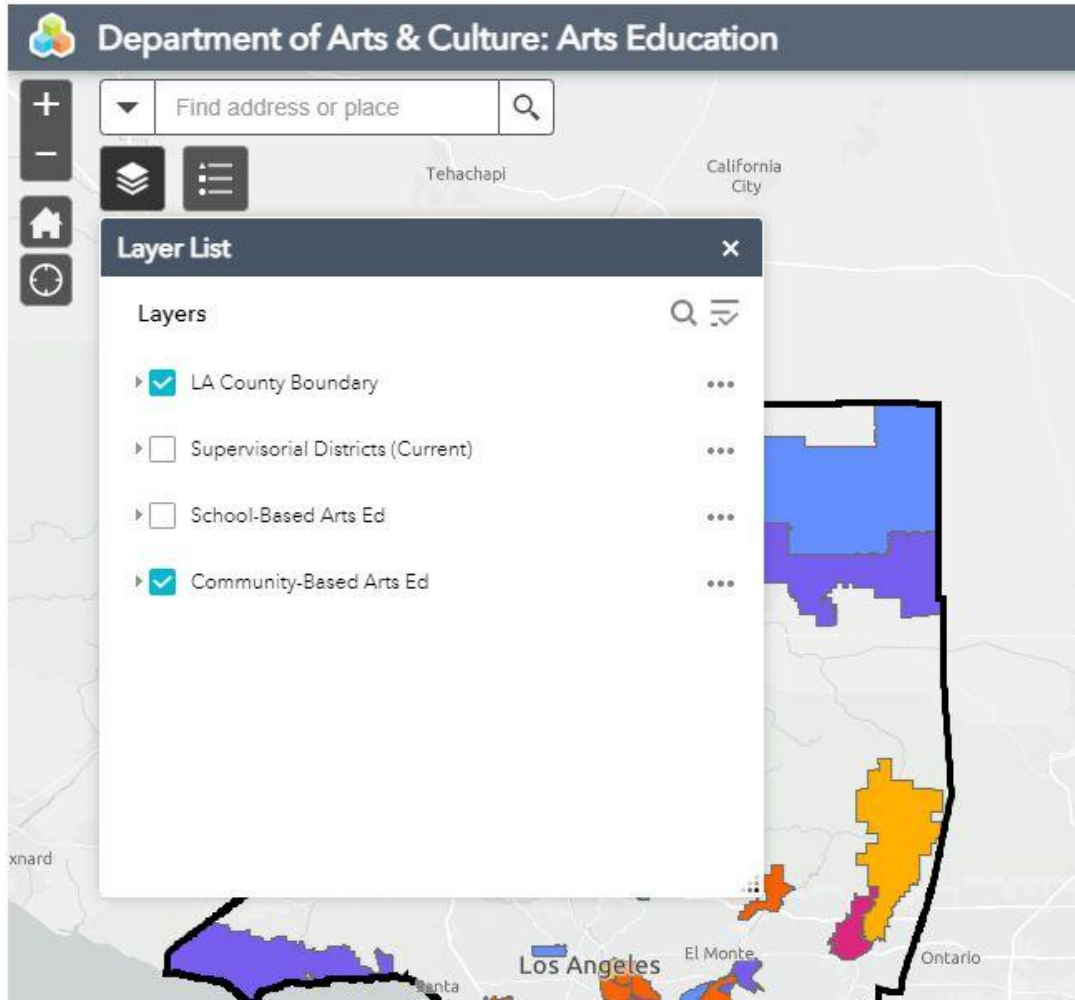 Department of Arts & Culture: Arts Education
Find address or place
Tehachapi
California
City
Layer List
Layers
LA County Boundary
Supervisorial Districts (Current)
School-Based Arts Ed
Community-Based Arts Ed
xnard
El Monte
Los Angeles
Ontario
anta